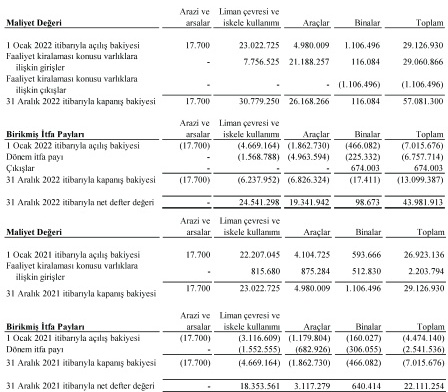 Arazi ve Liman çevresi ve
Maliyet Değeri arsalar iskele kullanımı Araçlar Binalar Toplam
1 Ocak 2022 itibarıyla açılış bakiyesi 17.700 23.022.725 4.980.009 1.106.496 29.126.930
Faaliyet kiralaması konusu varlıklara
ilişkin girişler - 7.756.525 21.188.257 116.084 29.060.866
Faaliyet kiralaması konusu varlıklara
ilişkin çıkışlar - - - (1.106.496) (1.106.496)
31 Aralık 2022 itibarıyla kapanış bakiyesi 17.700 30.779.250 26.168.266 116.084 57.081.300
Arazi ve Liman çevresi ve
Birikmiş İtfa Payları arsalar iskele kullanımı Araçlar Binalar Toplam
1 Ocak 2022 itibarıyla açılış bakiyesi (17.700) (4.669.164) (1.862.730) (466.082) (7.015.676)
Dönem itfa payı - (1.568.788) (4.963.594) (225.332) (6.757.714)
Çıkışlar - - - 674.003 674.003
31 Aralık 2022 itibarıyla kapanış bakiyesi (17.700) (6.237.952) (6.826.324) (17.411) (13.099.387)
31 Aralık 2022 itibarıyla net defter değeri - 24.541.298 19.341.942 98.673 43.981.913
Arazi ve Liman çevresi ve
Maliyet Değeri arsalar iskele kullanımı Araçlar Binalar Toplam
1 Ocak 2021 itibarıyla açılış bakiyesi 17.700 22.207.045 4.104.725 593.666 26.923.136
Faaliyet kiralaması konusu varlıklara
ilişkin girişler - 815.680 875.284 512.830 2.203.794
31 Aralık 2021 itibarıyla kapanış bakiyesi 17.700 23.022.725 4.980.009 1.106.496 29.126.930
Arazi ve Liman çevresi ve
Birikmiş İtfa Payları arsalar iskele kullanımı Araçlar Binalar Toplam
1 Ocak 2021 itibarıyla açılış bakiyesi (17.700) (3.116.609) (1.179.804) (160.027) (4.474.140)
Dönem itfa payı - (1.552.555) (682.926) (306.055) (2.541.536)
31 Aralık 2021 itibarıyla kapanış bakiyesi (17.700) (4.669.164) (1.862.730) (466.082) (7.015.676)
31 Aralık 2021 itibarıyla net defter değeri - 18.353.561 3.117.279 640.414 22.111.254